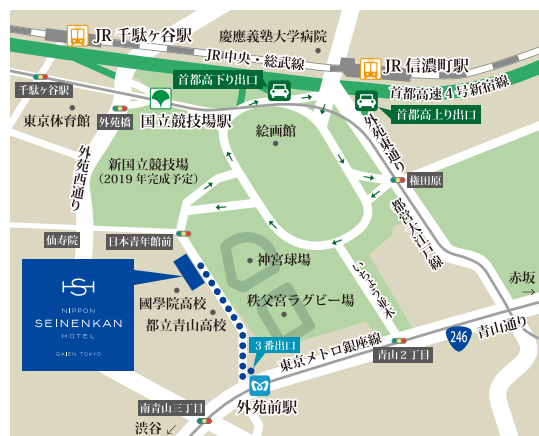 JR 千駄ヶ谷駅
慶應義塾大学病院
JR 中央・総武線
JR 信濃町駅
首都高下り出口
首都高速4号新宿線
千駄ヶ谷駅
東京体育館
外苑橋
国立競技場駅
首都高上り出口
絵画館
外苑東通り
新国立競技場
(2019年完成予定)
外苑西通り
権田原
都営大江戸線
仙寿院
日本青年館前
神宮球場
いちょう並木
赤坂
→
NIPPON
SEINENKAN
HOTEL
GAIEN TOKYO
國學院高校
都立青山高校
秩父宮ラグビー場
3番出口
東京メトロ銀座線
青山2丁目
246
青山通り
外苑前駅
南青山三丁目
渋谷 ↙